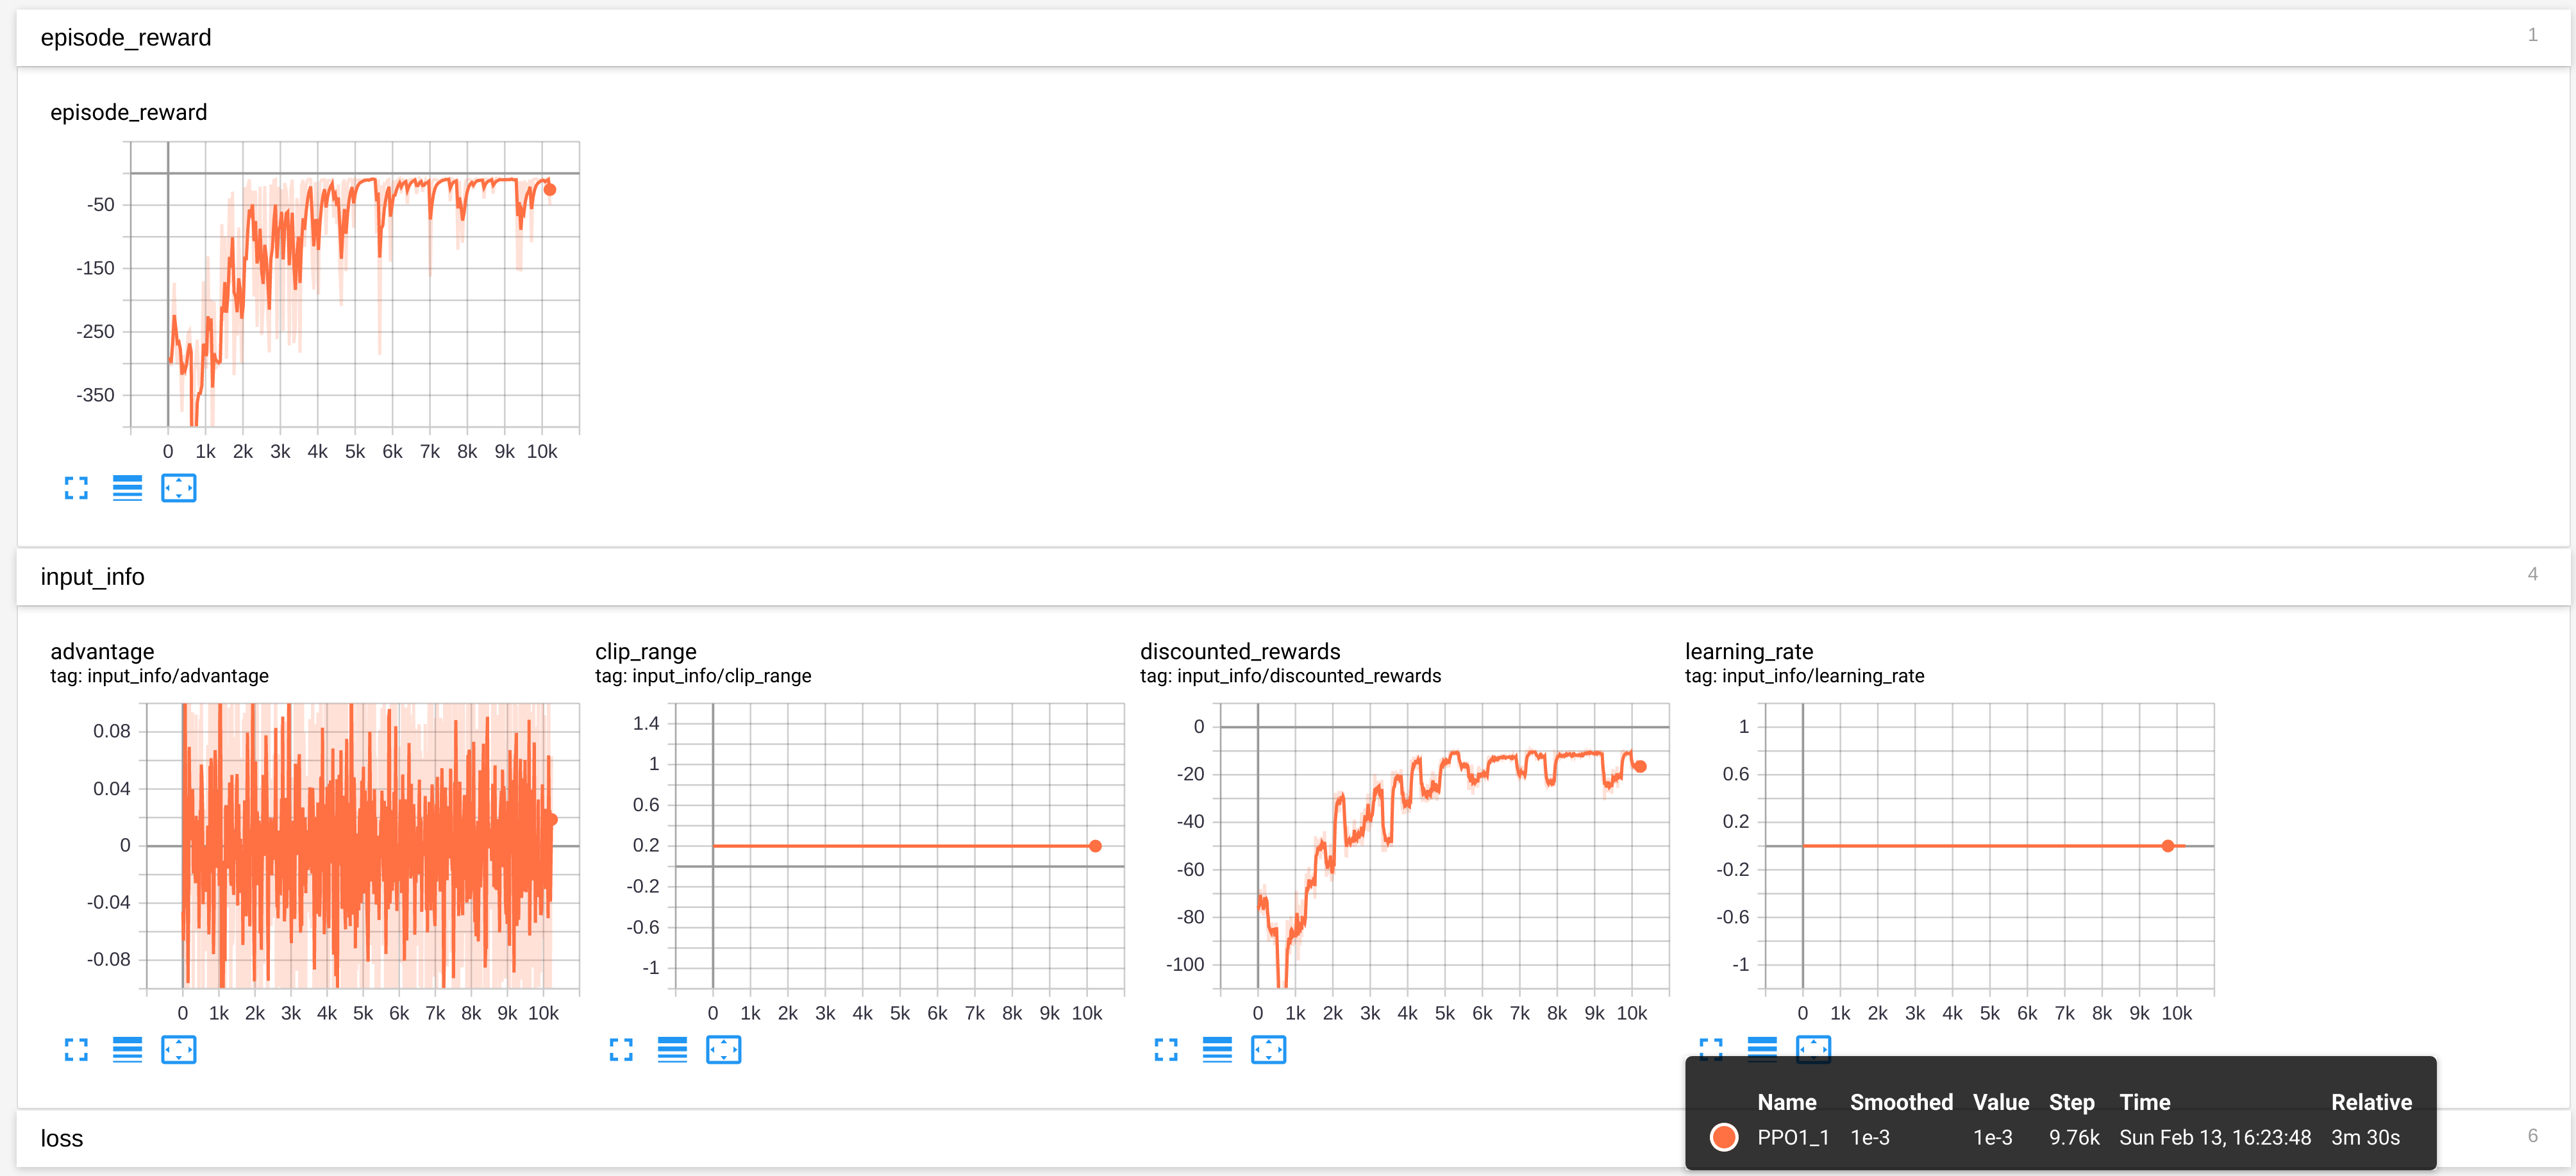 episode_reward
1
episode_reward
-50
-150
-250
-350
0 1k 2k 3k 4k 5k 6k 7k 8k 9k 10k
input_info
4
advantage
tag: input_info/advantage
0.08
0.04
0
-0.04
-0.08
0 1k 2k 3k 4k 5k 6k 7k 8k 9k 10k
clip_range
tag: input_info/clip_range
1.4
1
0.6
0.2
-0.2
-0.6
-1
0 1k 2k 3k 4k 5k 6k 7k 8k 9k 10k
discounted_rewards
tag: input_info/discounted_rewards
0
-20
-40
-60
-80
-100
0 1k 2k 3k 4k 5k 6k 7k 8k 9k 10k
learning_rate
tag: input_info/learning_rate
1
0.6
0.2
-0.2
-0.6
-1
0 1k 2k 3k 4k 5k 6k 7k 8k 9k 10k
Name Smoothed Value Step Time Relative
PPO1_1 1e-3 1e-3 9.76k Sun Feb 13, 16:23:48 3m 30s
loss
6